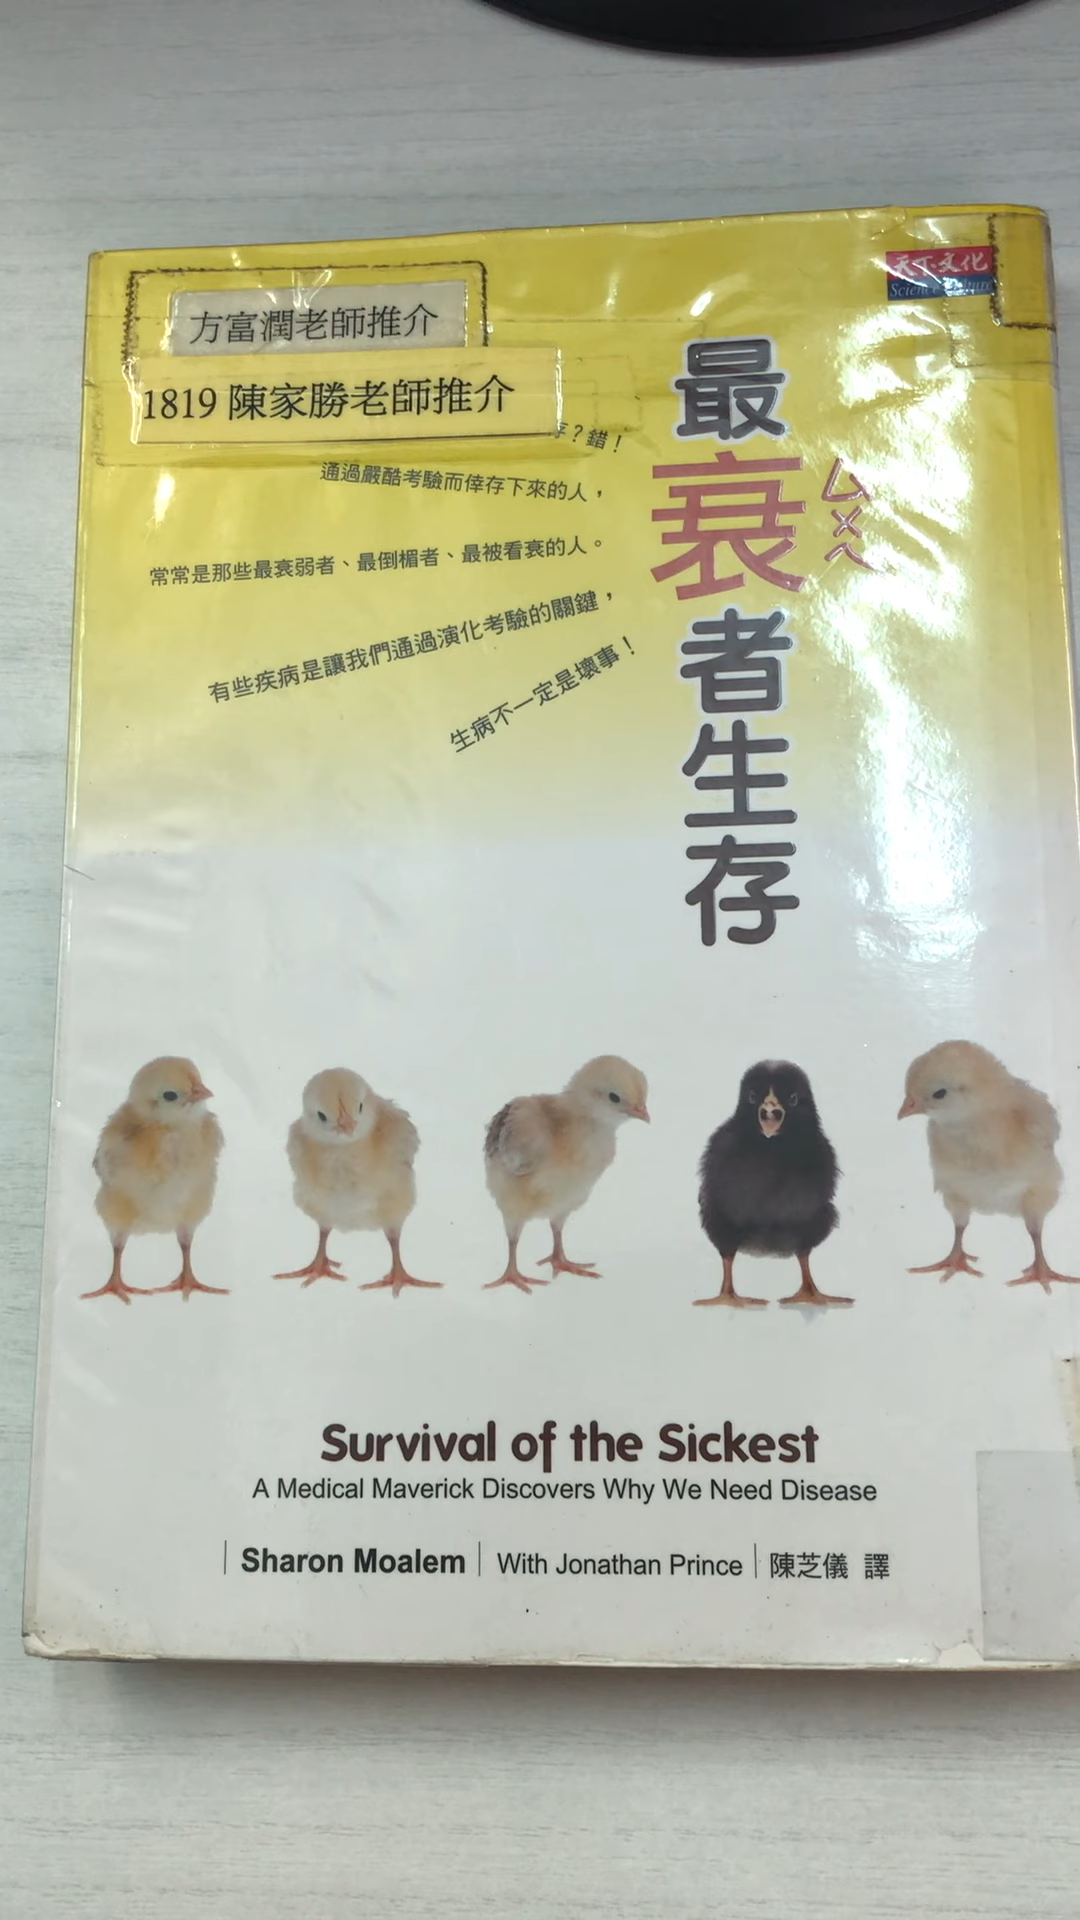 天下文化
Science Culture
方富潤老師推介
1819 陳家勝老師推介
最衰者生存
ㄙㄨㄟ
存?錯!
通過嚴酷考驗而倖存下來的人,
常常是那些最衰弱者、最倒楣者、最被看衰的人。
有些疾病是讓我們通過演化考驗的關鍵,
生病不一定是壞事!
Survival of the Sickest
A Medical Maverick Discovers Why We Need Disease
Sharon Moalem | With Jonathan Prince | 陳芝儀 譯